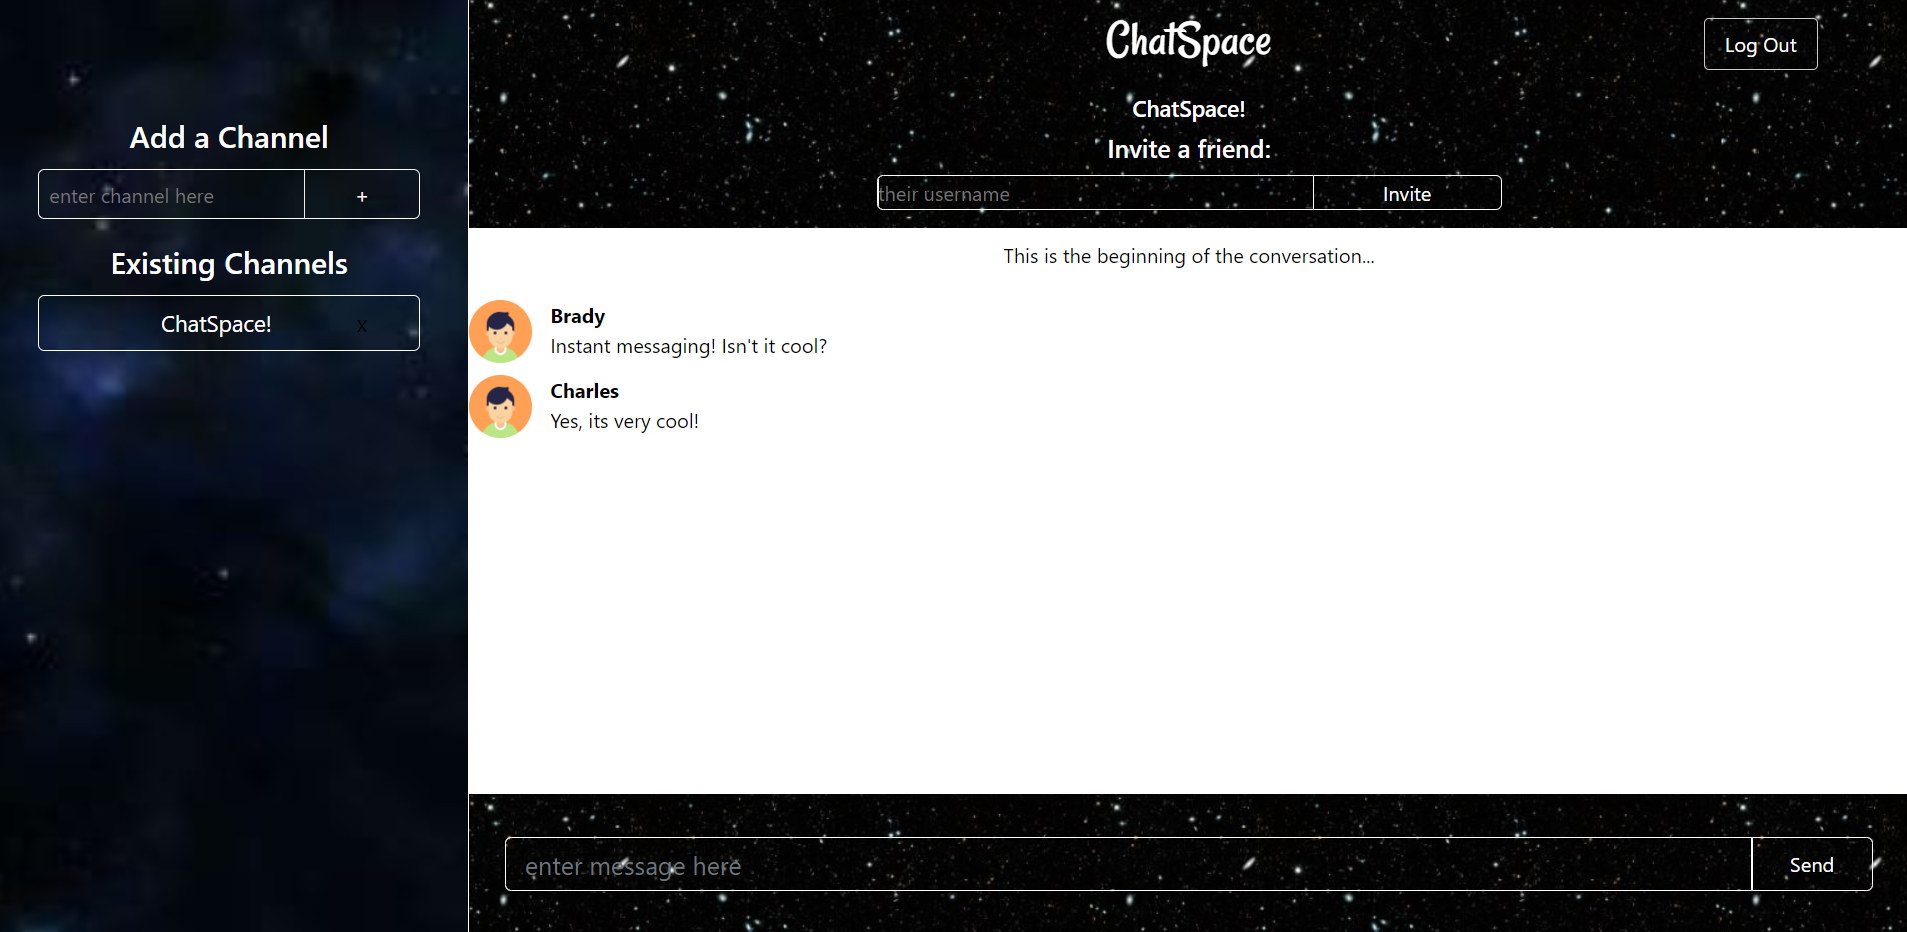 Add a Channel
enter channel here +
Existing Channels
ChatSpace! x
ChatSpace
Log Out
ChatSpace!
Invite a friend:
their username Invite
This is the beginning of the conversation...
Brady
Instant messaging! Isn't it cool?
Charles
Yes, its very cool!
enter message here Send